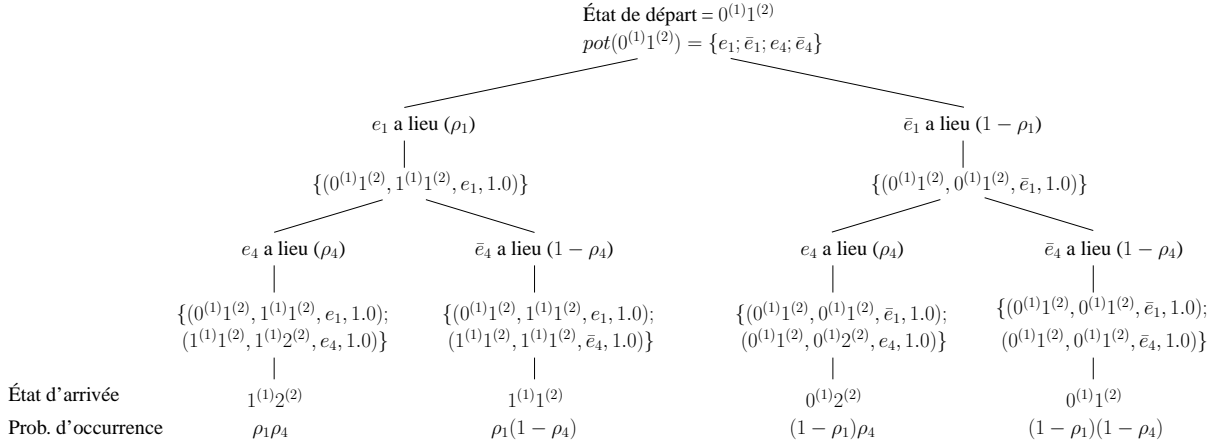 État de départ = 0^{(1)}1^{(2)}
pot(0^{(1)}1^{(2)}) = {e_1; ē_1; e_4; ē_4}
e_1 a lieu (ρ_1)
ē_1 a lieu (1 − ρ_1)
{(0^{(1)}1^{(2)}, 1^{(1)}1^{(2)}, e_1, 1.0)}
{(0^{(1)}1^{(2)}, 0^{(1)}1^{(2)}, ē_1, 1.0)}
e_4 a lieu (ρ_4)
ē_4 a lieu (1 − ρ_4)
e_4 a lieu (ρ_4)
ē_4 a lieu (1 − ρ_4)
{(0^{(1)}1^{(2)}, 1^{(1)}1^{(2)}, e_1, 1.0);
(1^{(1)}1^{(2)}, 1^{(1)}2^{(2)}, e_4, 1.0)}
{(0^{(1)}1^{(2)}, 1^{(1)}1^{(2)}, e_1, 1.0);
(1^{(1)}1^{(2)}, 1^{(1)}1^{(2)}, ē_4, 1.0)}
{(0^{(1)}1^{(2)}, 0^{(1)}1^{(2)}, ē_1, 1.0);
(0^{(1)}1^{(2)}, 0^{(1)}2^{(2)}, e_4, 1.0)}
{(0^{(1)}1^{(2)}, 0^{(1)}1^{(2)}, ē_1, 1.0);
(0^{(1)}1^{(2)}, 0^{(1)}1^{(2)}, ē_4, 1.0)}
État d'arrivée 1^{(1)}2^{(2)} 1^{(1)}1^{(2)} 0^{(1)}2^{(2)} 0^{(1)}1^{(2)}
Prob. d'occurrence ρ_1ρ_4 ρ_1(1 − ρ_4) (1 − ρ_1)ρ_4 (1 − ρ_1)(1 − ρ_4)